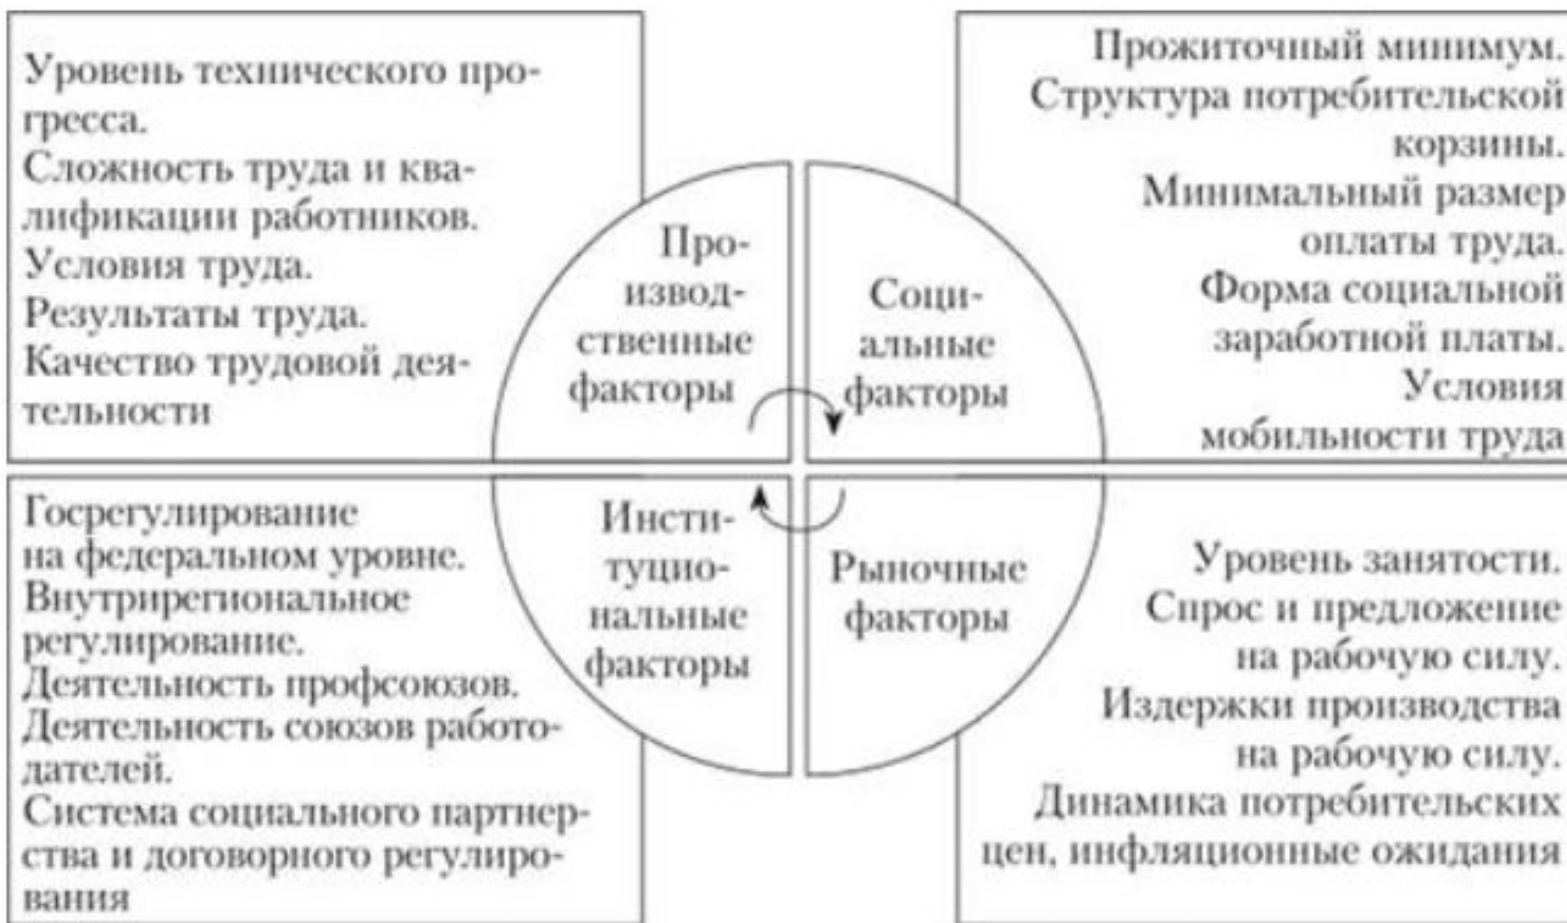 Уровень технического про-
гресса.
Сложность труда и ква-
лификации работников.
Условия труда.
Результаты труда.
Качество трудовой дея-
тельности
Про-
извод-
ственные
факторы
Соци-
альные
факторы
Прожиточный минимум.
Структура потребительской
корзины.
Минимальный размер
оплаты труда.
Форма социальной
заработной платы.
Условия
мобильности труда
Госрегулирование
на федеральном уровне.
Внутрирегиональное
регулирование.
Деятельность профсоюзов.
Деятельность союзов работо-
дателей.
Система социального партнер-
ства и договорного регулиро-
вания
Инсти-
туцио-
нальные
факторы
Рыночные
факторы
Уровень занятости.
Спрос и предложение
на рабочую силу.
Издержки производства
на рабочую силу.
Динамика потребительских
цен, инфляционные ожидания